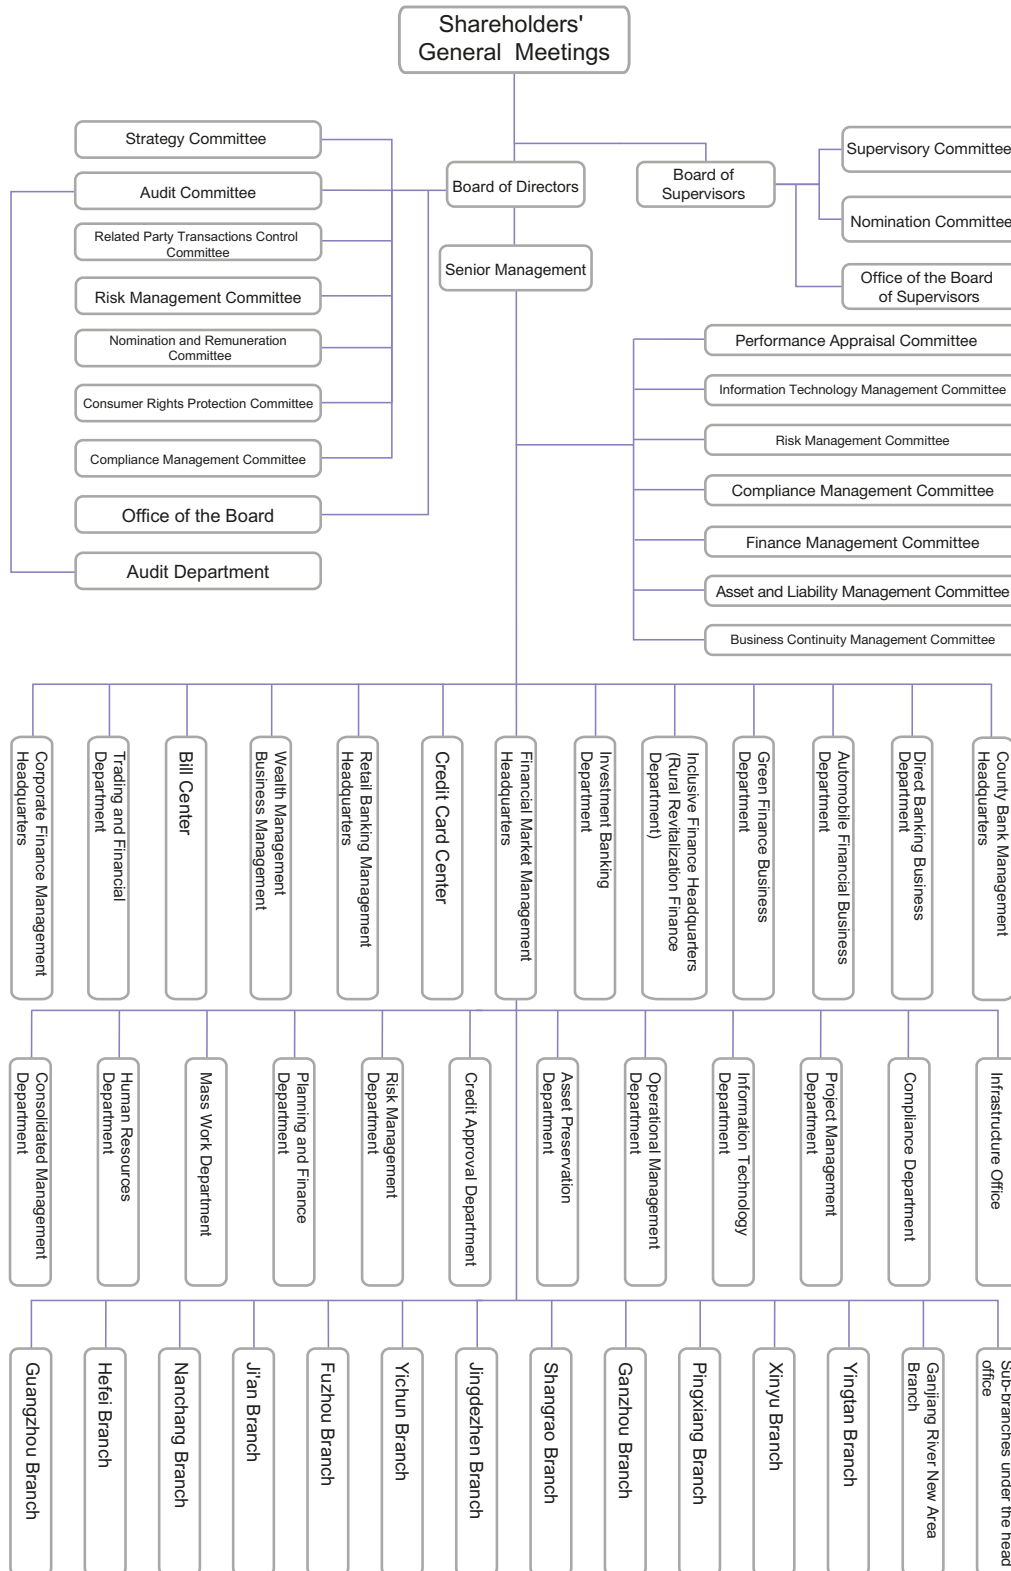 Shareholders'
General Meetings
Strategy Committee
Audit Committee
Related Party Transactions Control
Committee
Risk Management Committee
Nomination and Remuneration
Committee
Consumer Rights Protection Committee
Compliance Management Committee
Office of the Board
Audit Department
Board of Directors
Senior Management
Board of
Supervisors
Supervisory Committee
Nomination Committee
Office of the Board
of Supervisors
Performance Appraisal Committee
Information Technology Management Committee
Risk Management Committee
Compliance Management Committee
Finance Management Committee
Asset and Liability Management Committee
Business Continuity Management Committee
Corporate Finance Management
Headquarters
Trading and Financial
Department
Bill Center
Wealth Management
Business Management
Retail Banking Management
Headquarters
Credit Card Center
Financial Market Management
Headquarters
Investment Banking
Department
Inclusive Finance Headquarters
(Rural Revitalization Finance
Department)
Green Finance Business
Department
Automobile Financial Business
Department
Direct Banking Business
Department
County Bank Management
Headquarters
Consolidated Management
Department
Human Resources
Department
Mass Work Department
Planning and Finance
Department
Risk Management
Department
Credit Approval Department
Asset Preservation
Department
Operational Management
Department
Information Technology
Department
Project Management
Department
Compliance Department
Infrastructure Office
Guangzhou Branch
Hefei Branch
Nanchang Branch
Ji'an Branch
Fuzhou Branch
Yichun Branch
Jingdezhen Branch
Shangrao Branch
Ganzhou Branch
Pingxiang Branch
Xinyu Branch
Yingtan Branch
Ganjiang River New Area
Branch
Sub-branches under the head
office